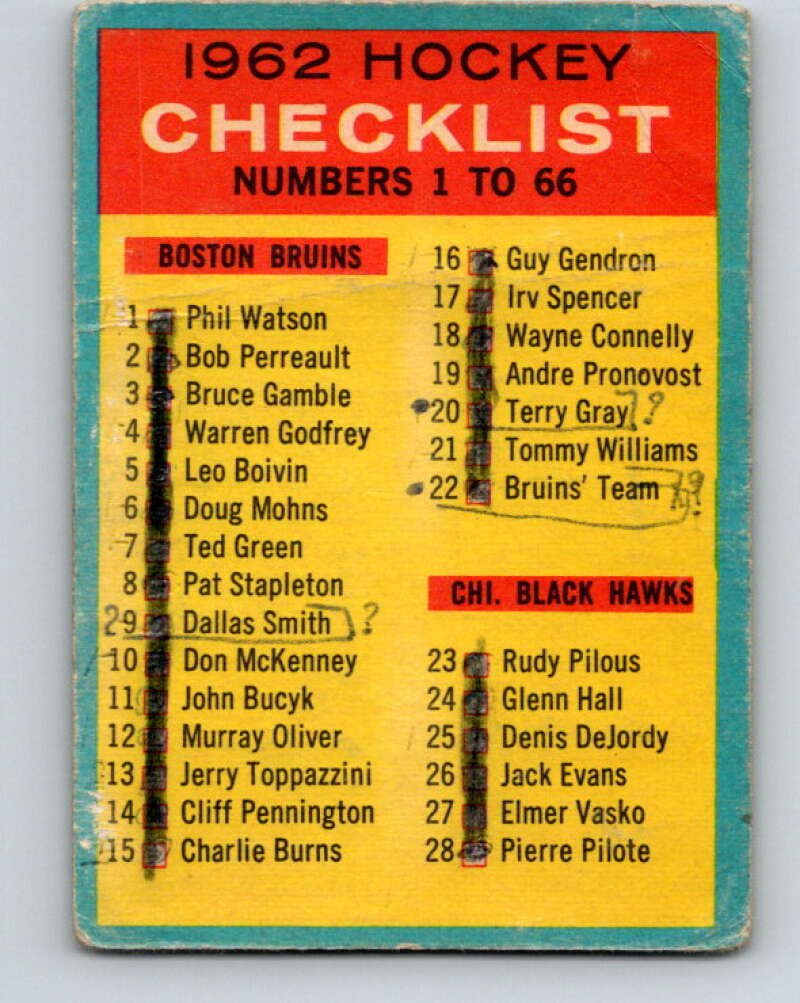 1962 HOCKEY
CHECKLIST
NUMBERS 1 TO 66
BOSTON BRUINS
1 Phil Watson
2 Bob Perreault
3 Bruce Gamble
4 Warren Godfrey
5 Leo Boivin
6 Doug Mohns
7 Ted Green
8 Pat Stapleton
?9 Dallas Smith ?
10 Don McKenney
11 John Bucyk
12 Murray Oliver
13 Jerry Toppazzini
14 Cliff Pennington
15 Charlie Burns
16 Guy Gendron
17 Irv Spencer
18 Wayne Connelly
19 Andre Pronovost
20 Terry Gray ?
21 Tommy Williams
22 Bruins' Team ?
CHI. BLACK HAWKS
23 Rudy Pilous
24 Glenn Hall
25 Denis DeJordy
26 Jack Evans
27 Elmer Vasko
28 Pierre Pilote